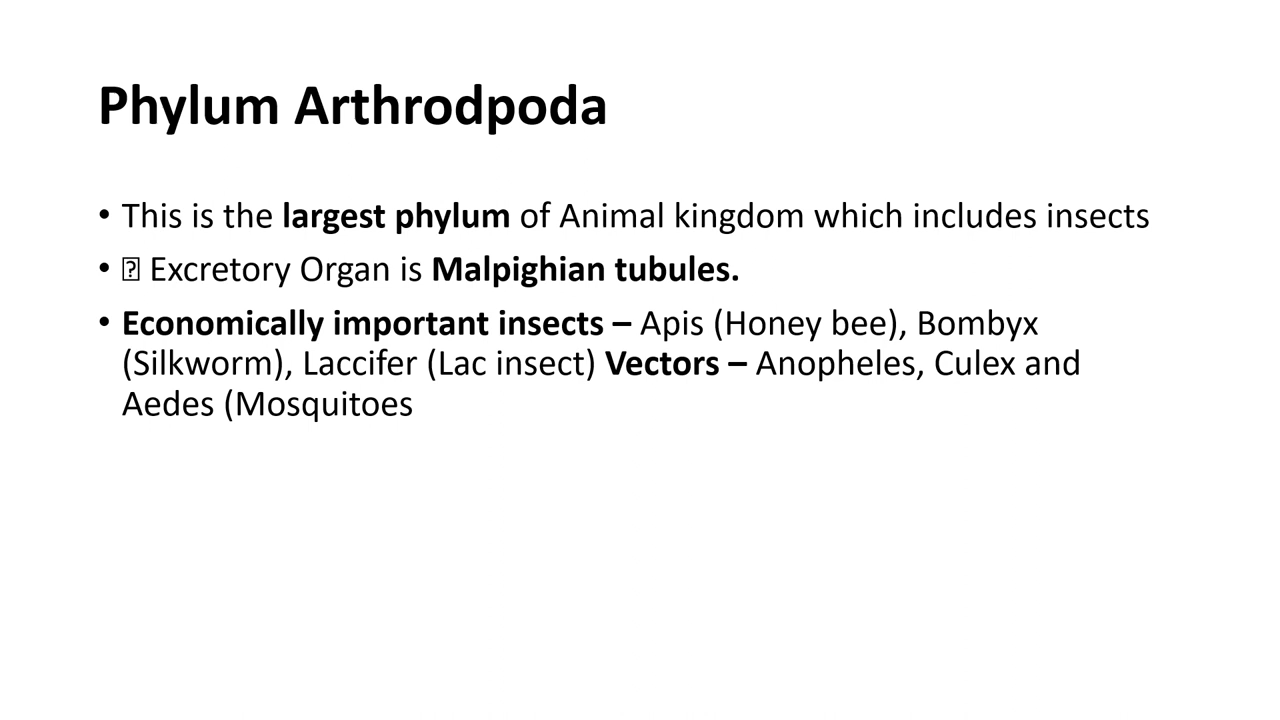 Phylum Arthrodpoda
• This is the largest phylum of Animal kingdom which includes insects
• ⍰ Excretory Organ is Malpighian tubules.
• Economically important insects – Apis (Honey bee), Bombyx
(Silkworm), Laccifer (Lac insect) Vectors – Anopheles, Culex and
Aedes (Mosquitoes